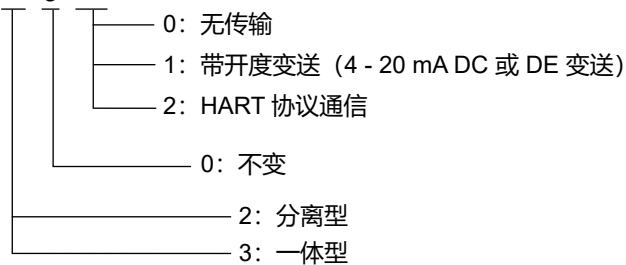 0：无传输
1：带开度变送（4 - 20 mA DC 或 DE 变送）
2：HART 协议通信
0：不变
2：分离型
3：一体型